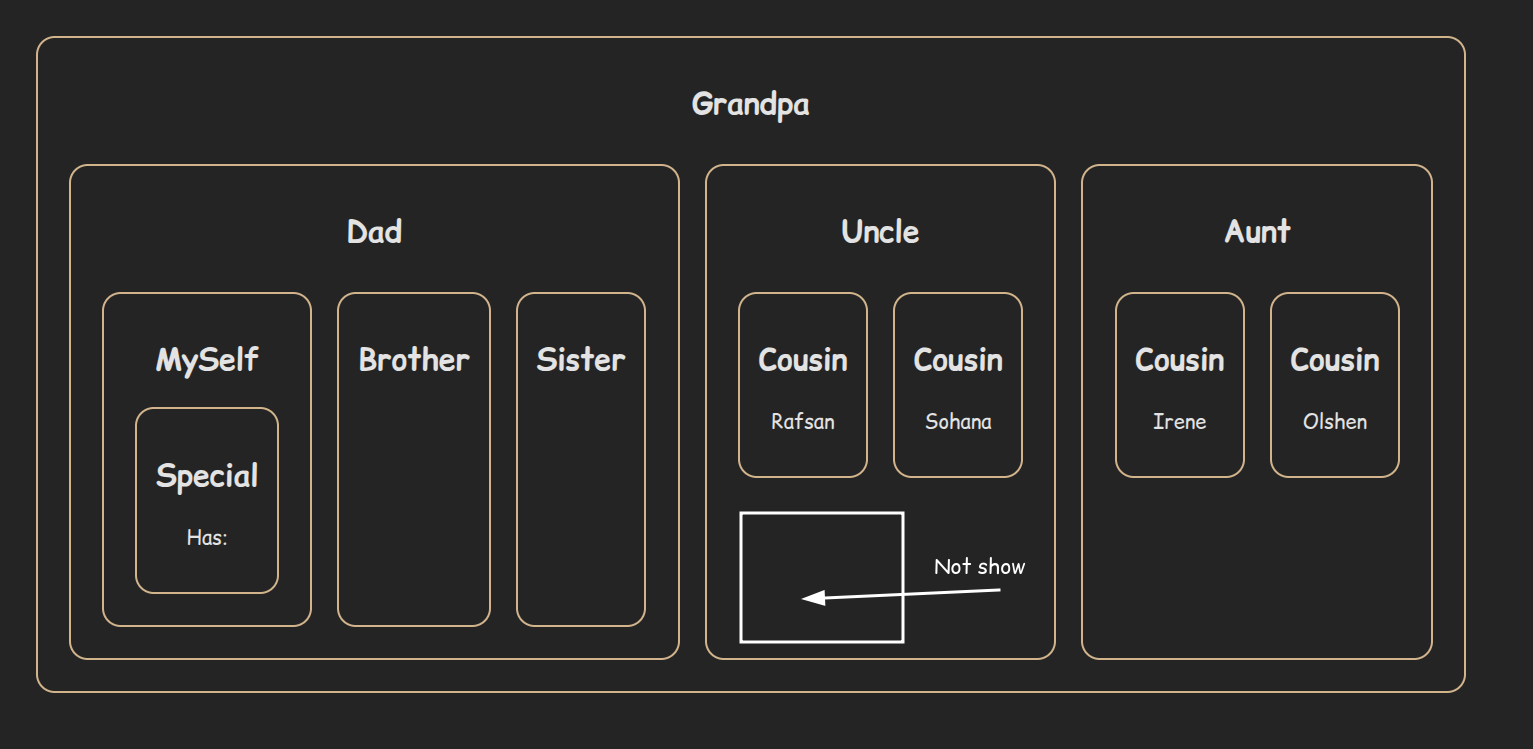 Grandpa
Dad
Uncle
Aunt
MySelf
Brother
Sister
Cousin
Cousin
Cousin
Cousin
Rafsan
Sohana
Irene
Olshen
Special
Has:
Not show